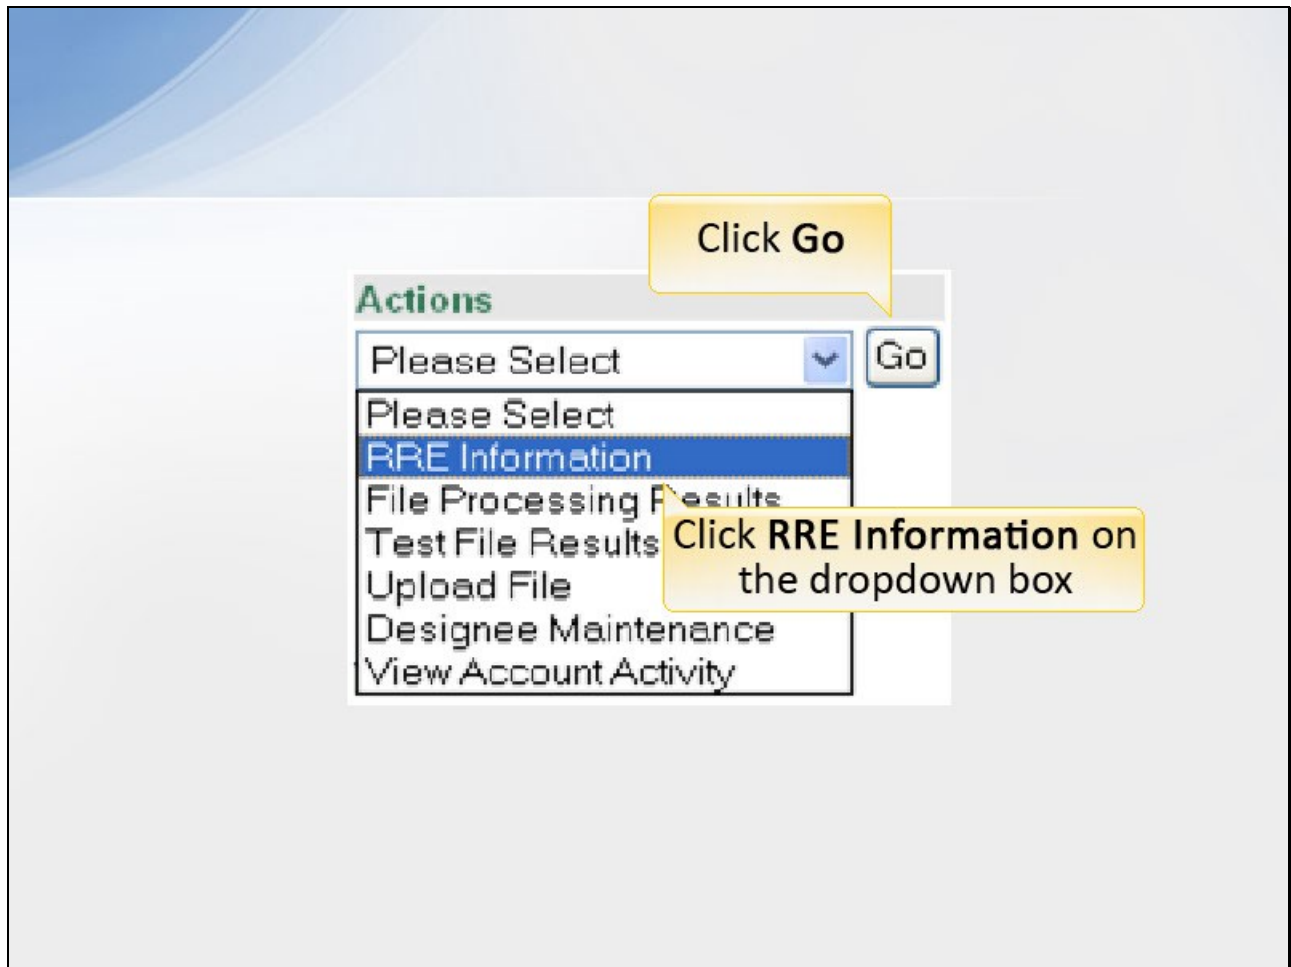 Click Go
Actions
Please Select
Go
Please Select
RRE Information
File Processing Results
Test File Results
Upload File
Designee Maintenance
View Account Activity
Click RRE Information on
the dropdown box